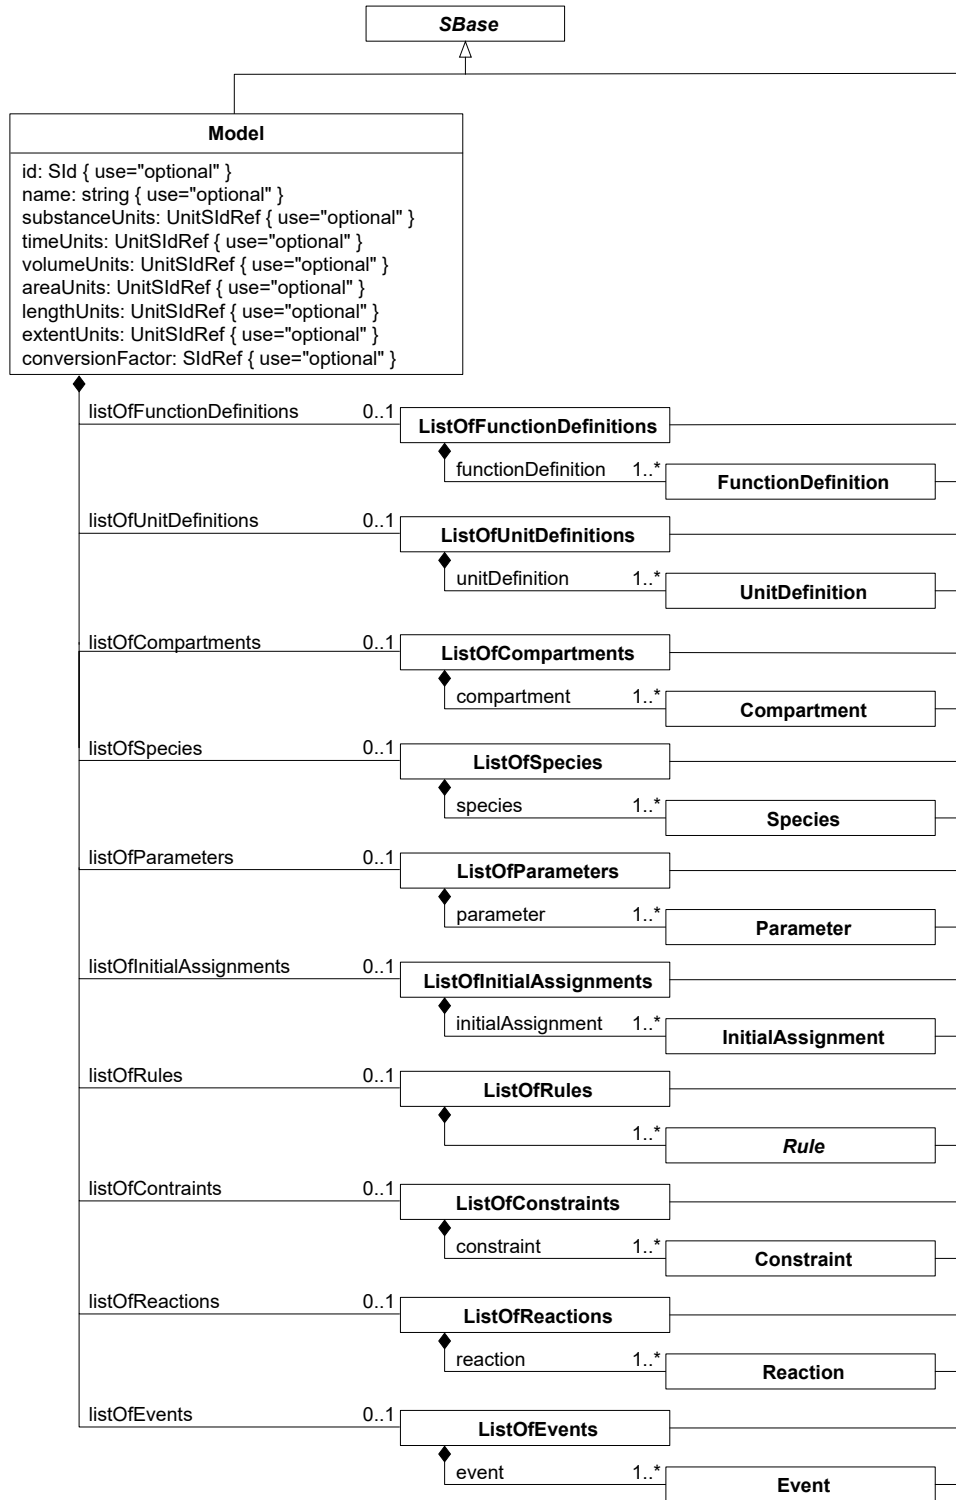 SBase
Model
id: SId { use="optional" }
name: string { use="optional" }
substanceUnits: UnitSIdRef { use="optional" }
timeUnits: UnitSIdRef { use="optional" }
volumeUnits: UnitSIdRef { use="optional" }
areaUnits: UnitSIdRef { use="optional" }
lengthUnits: UnitSIdRef { use="optional" }
extentUnits: UnitSIdRef { use="optional" }
conversionFactor: SIdRef { use="optional" }
listOfFunctionDefinitions 0..1
ListOfFunctionDefinitions
functionDefinition 1..*
FunctionDefinition
listOfUnitDefinitions 0..1
ListOfUnitDefinitions
unitDefinition 1..*
UnitDefinition
listOfCompartments 0..1
ListOfCompartments
compartment 1..*
Compartment
listOfSpecies 0..1
ListOfSpecies
species 1..*
Species
listOfParameters 0..1
ListOfParameters
parameter 1..*
Parameter
listOfInitialAssignments 0..1
ListOfInitialAssignments
initialAssignment 1..*
InitialAssignment
listOfRules 0..1
ListOfRules
1..*
Rule
listOfContraints 0..1
ListOfConstraints
constraint 1..*
Constraint
listOfReactions 0..1
ListOfReactions
reaction 1..*
Reaction
listOfEvents 0..1
ListOfEvents
event 1..*
Event